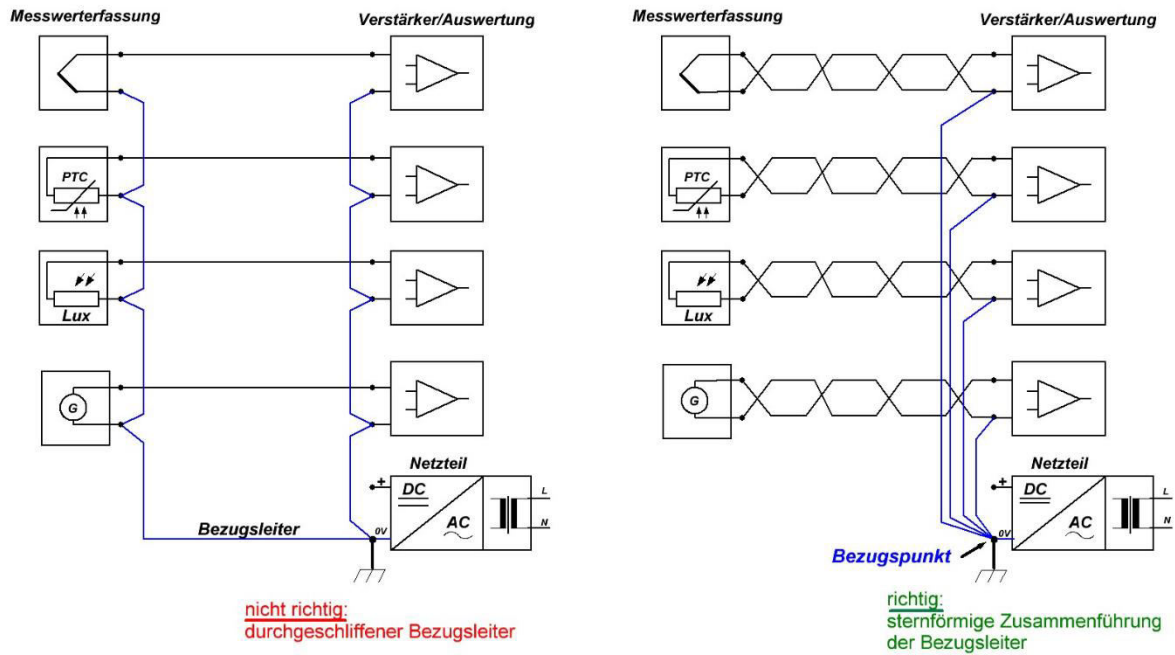 Messwerterfassung
Verstärker/Auswertung
PTC
Lux
G
Netzteil
+
DC
AC
L
N
0V
Bezugsleiter
nicht richtig:
durchgeschliffener Bezugsleiter
Messwerterfassung
Verstärker/Auswertung
PTC
Lux
G
Netzteil
+
DC
AC
L
N
0V
Bezugspunkt
richtig:
sternförmige Zusammenführung
der Bezugsleiter